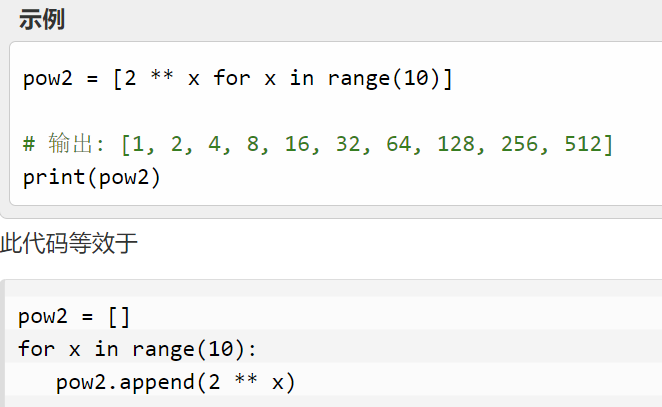 示例
pow2 = [2 ** x for x in range(10)]
# 输出: [1, 2, 4, 8, 16, 32, 64, 128, 256, 512]
print(pow2)
此代码等效于
pow2 = []
for x in range(10):
   pow2.append(2 ** x)